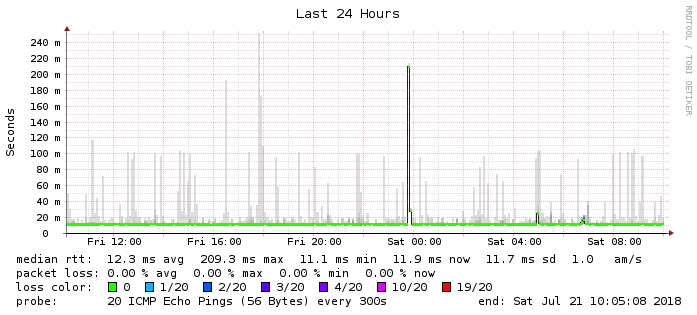 Last 24 Hours
RRDTOOL / TOBI OETIKER
Seconds
240 m
220 m
200 m
180 m
160 m
140 m
120 m
100 m
80 m
60 m
40 m
20 m
0
Fri 12:00 Fri 16:00 Fri 20:00 Sat 00:00 Sat 04:00 Sat 08:00
median rtt: 12.3 ms avg 209.3 ms max 11.1 ms min 11.9 ms now 11.7 ms sd 1.0 am/s
packet loss: 0.00 % avg 0.00 % max 0.00 % min 0.00 % now
loss color: 0 1/20 2/20 3/20 4/20 10/20 19/20
probe: 20 ICMP Echo Pings (56 Bytes) every 300s end: Sat Jul 21 10:05:08 2018